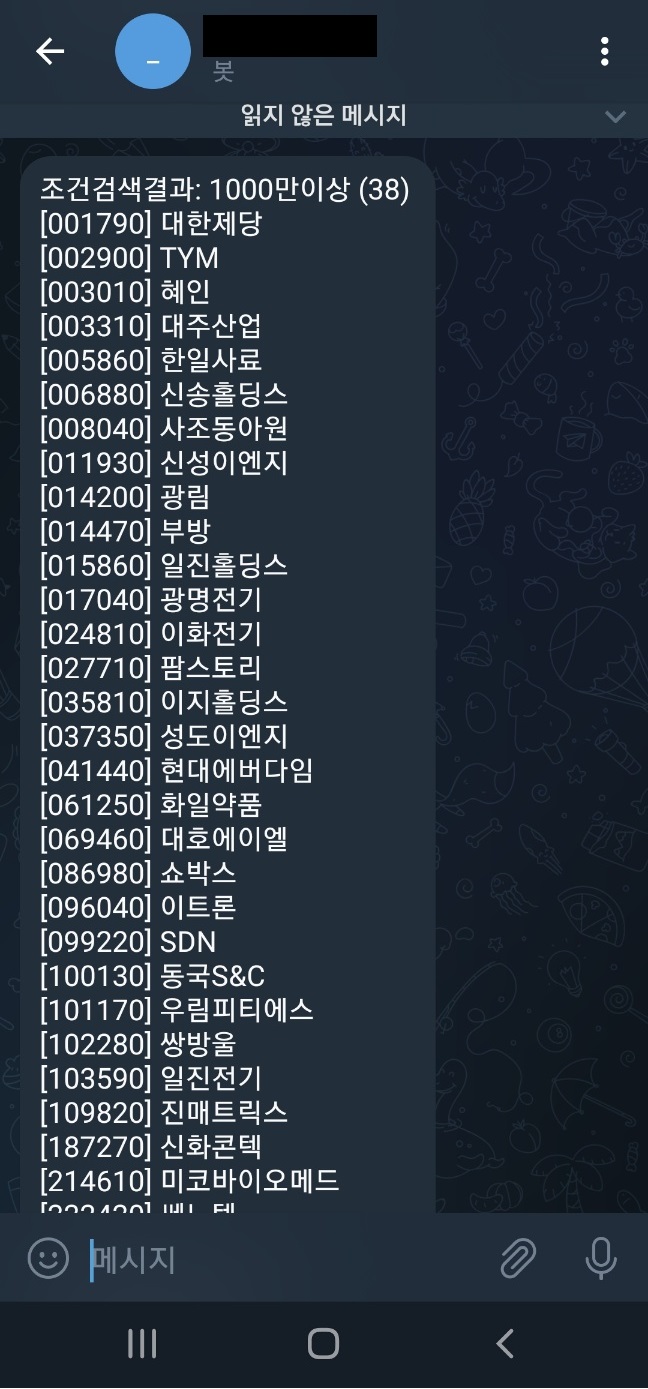 봇
읽지 않은 메시지
조건검색결과: 1000만이상 (38)
[001790] 대한제당
[002900] TYM
[003010] 혜인
[003310] 대주산업
[005860] 한일사료
[006880] 신송홀딩스
[008040] 사조동아원
[011930] 신성이엔지
[014200] 광림
[014470] 부방
[015860] 일진홀딩스
[017040] 광명전기
[024810] 이화전기
[027710] 팜스토리
[035810] 이지홀딩스
[037350] 성도이엔지
[041440] 현대에버다임
[061250] 화일약품
[069460] 대호에이엘
[086980] 쇼박스
[096040] 이트론
[099220] SDN
[100130] 동국S&C
[101170] 우림피티에스
[102280] 쌍방울
[103590] 일진전기
[109820] 진매트릭스
[187270] 신화콘텍
[214610] 미코바이오메드
메시지